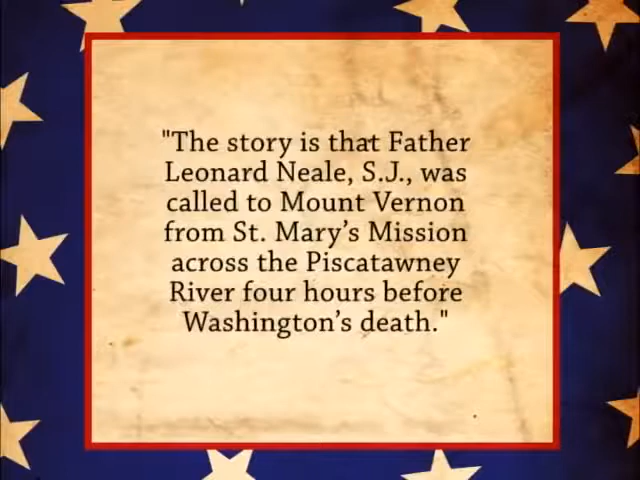 "The story is that Father
Leonard Neale, S.J., was
called to Mount Vernon
from St. Mary’s Mission
across the Piscatawney
River four hours before
Washington’s death."